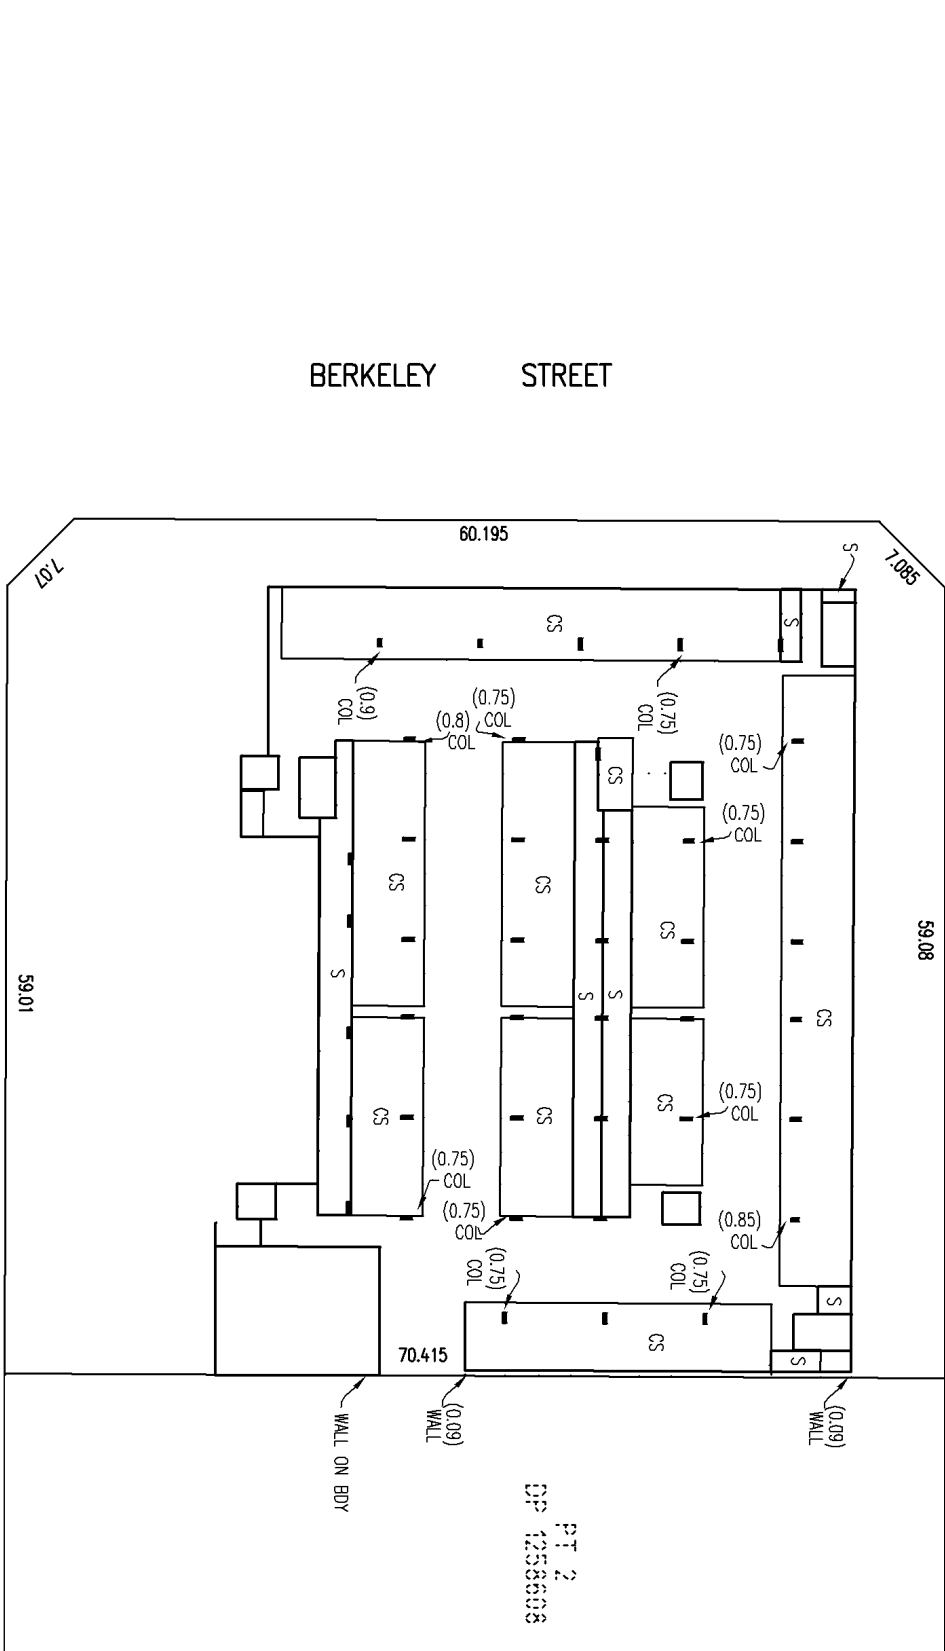 BERKELEY STREET
60.195
7.07
7.085
S
CS
S
(0.9)
COL
(0.75)
COL
(0.75)
COL
(0.8)
COL
(0.75)
COL
CS
(0.75)
COL
CS
CS
CS
59.08
59.01
S
S
S
CS
CS
CS
CS
(0.75)
COL
(0.75)
COL
(0.75)
COL
(0.85)
COL
(0.75)
COL
(0.75)
COL
S
CS
S
70.415
(0.09)
WALL
(0.09)
WALL
WALL ON BDY
PT 2
DP 1258608